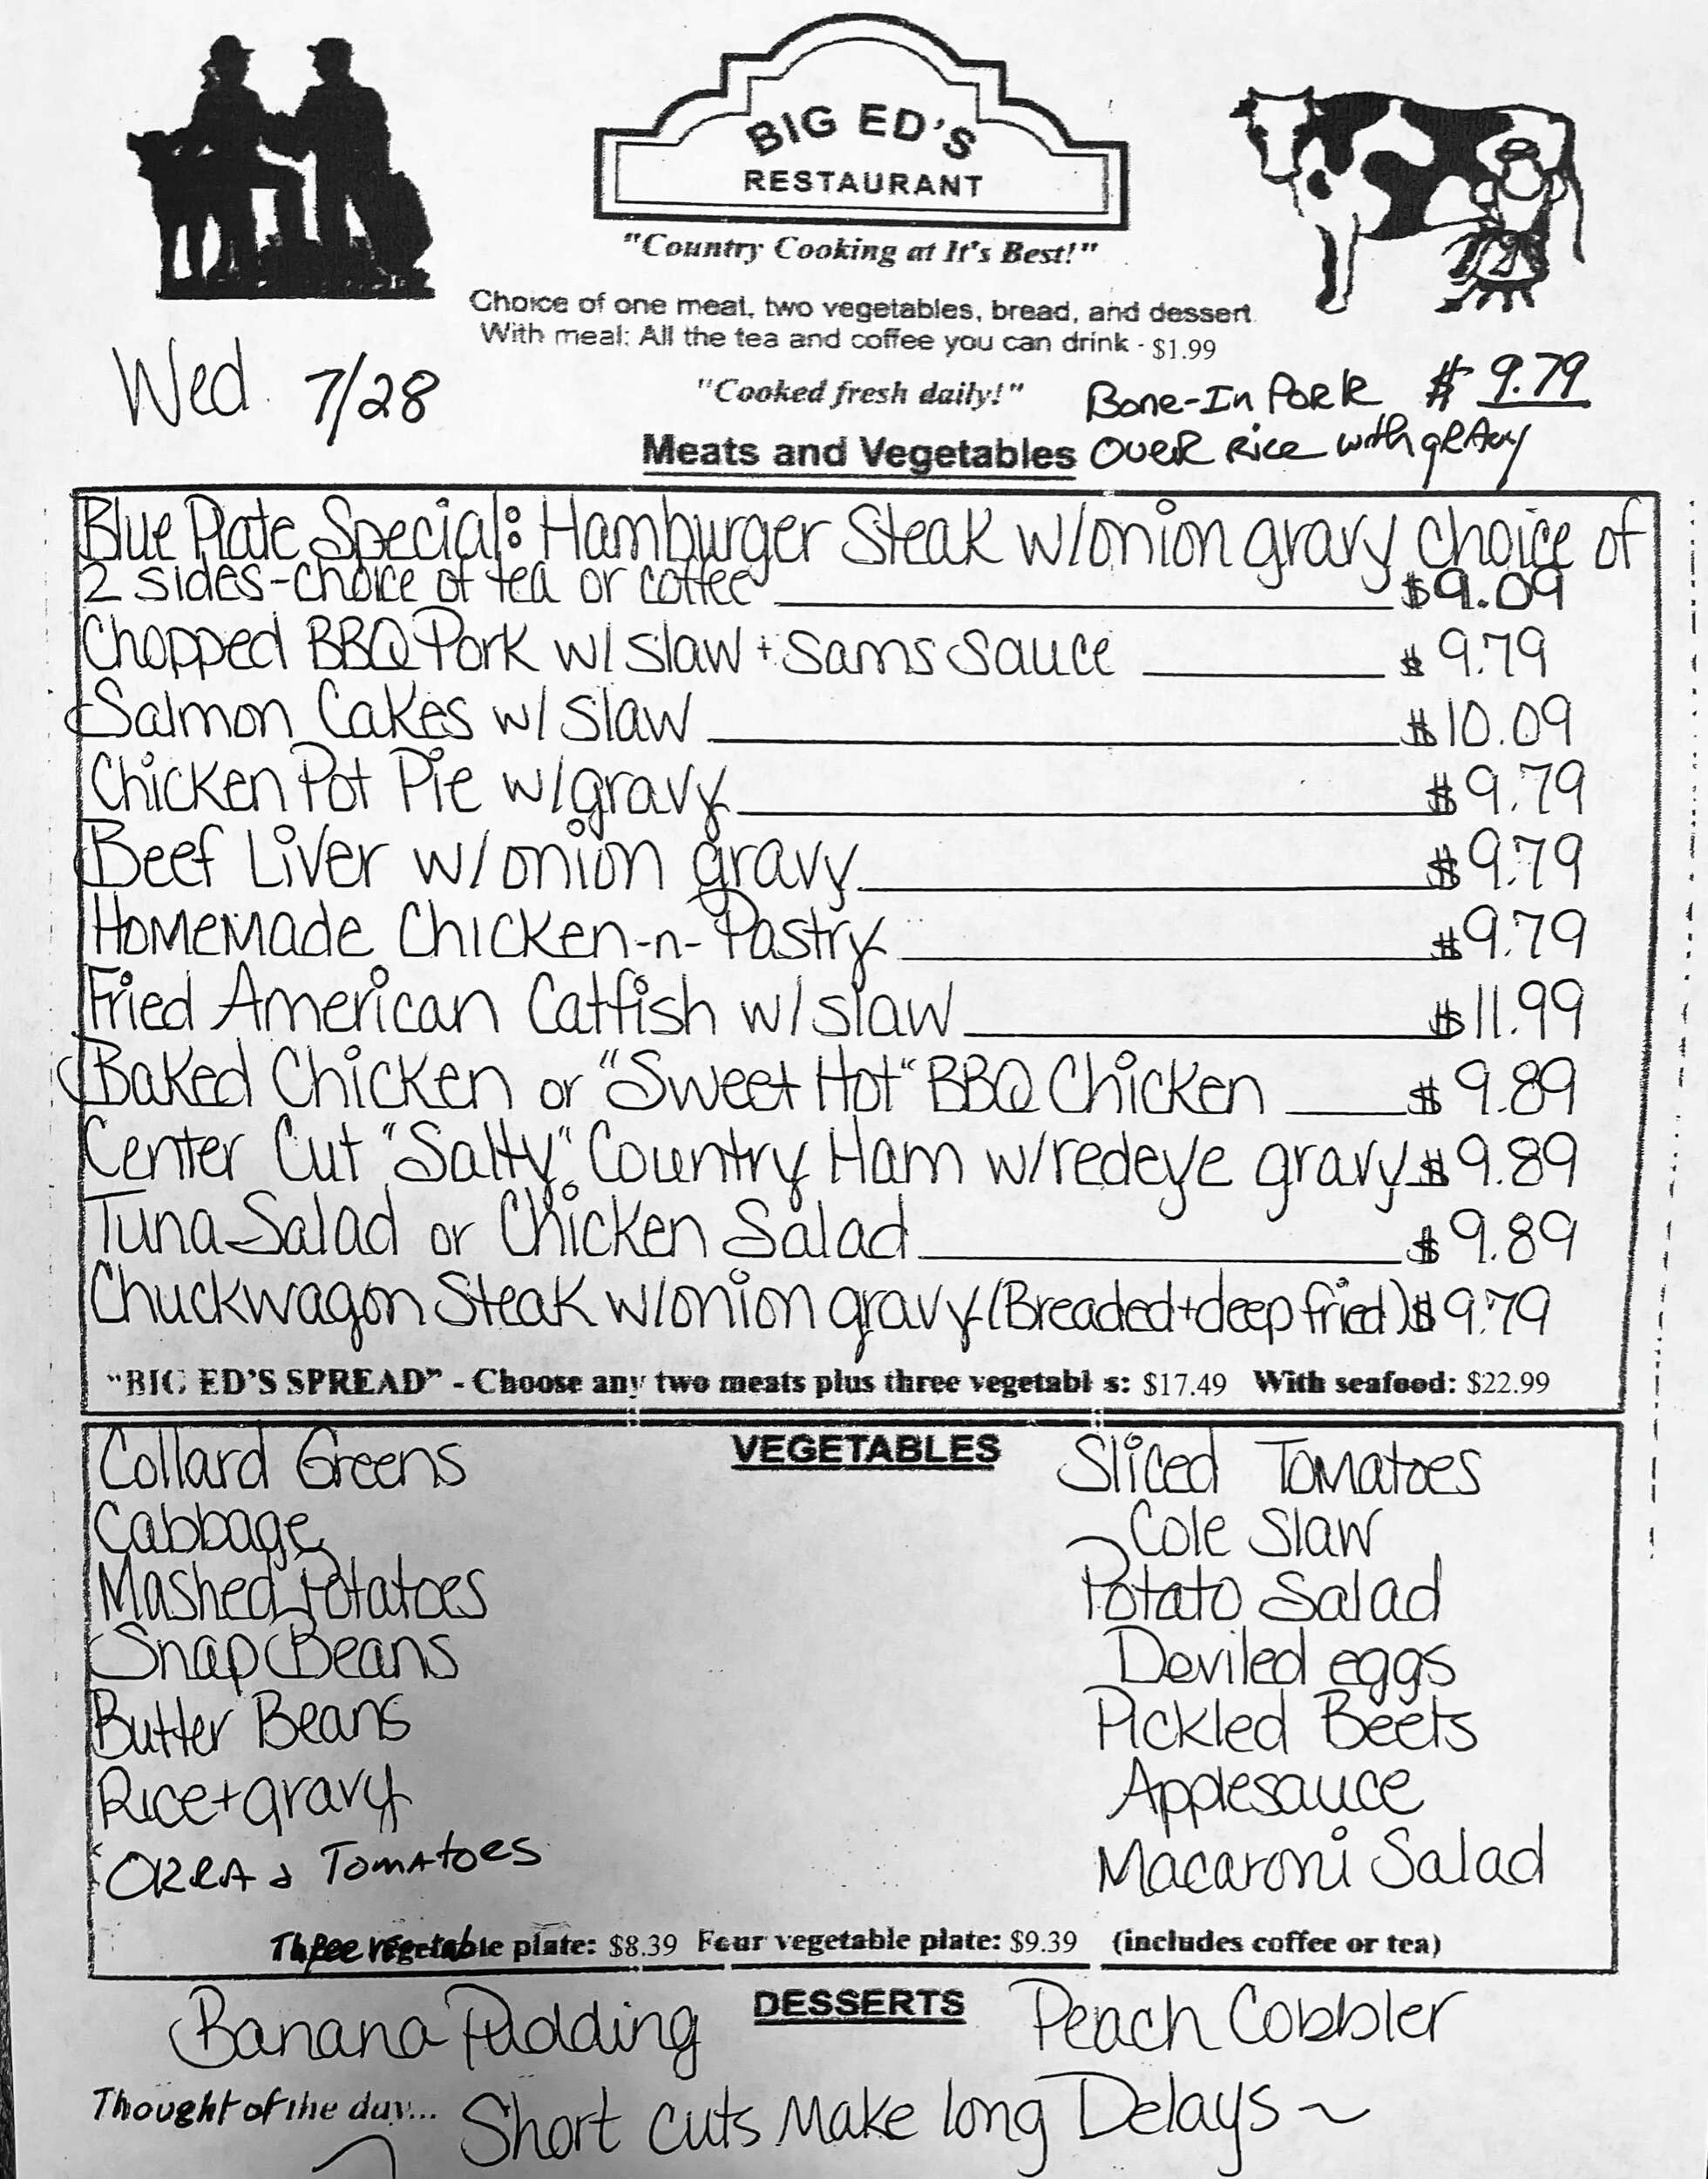 BIG ED'S
RESTAURANT
"Country Cooking at It's Best!"
Choice of one meat, two vegetables, bread, and dessert.
With meal: All the tea and coffee you can drink - $1.99
Wed 7/28
"Cooked fresh daily!"
Bone-In Pork $ 9.79
Over Rice with gravy
Meats and Vegetables
Blue Plate Special: Hamburger Steak w/onion gravy choice of
2 sides-choice of tea or coffee $9.09
Chopped BBQ Pork w/ slaw + Sams Sauce $ 9.79
Salmon Cakes w/ slaw $10.09
Chicken Pot Pie w/gravy $9.79
Beef Liver w/onion gravy $9.79
Homemade Chicken-n-Pastry $9.79
Fried American Catfish w/slaw $11.99
Baked Chicken or "Sweet Hot" BBQ Chicken $ 9.89
Center Cut "Salty" Country Ham w/redeye gravy $9.89
Tuna Salad or Chicken Salad $ 9.89
Chuckwagon Steak w/onion gravy (Breaded+deep fried) $9.79
"BIG ED'S SPREAD" - Choose any two meats plus three vegetabl s: $17.49 With seafood: $22.99
VEGETABLES
Collard Greens
Cabbage
Mashed Potatoes
Snap Beans
Butter Beans
Rice+gravy
Okra & Tomatoes
Sliced Tomatoes
Cole Slaw
Potato Salad
Deviled eggs
Pickled Beets
Applesauce
Macaroni Salad
Three vegetable plate: $8.39 Four vegetable plate: $9.39 (includes coffee or tea)
DESSERTS
Banana Pudding
Peach Cobbler
Thought of the day... Short cuts Make long Delays ~